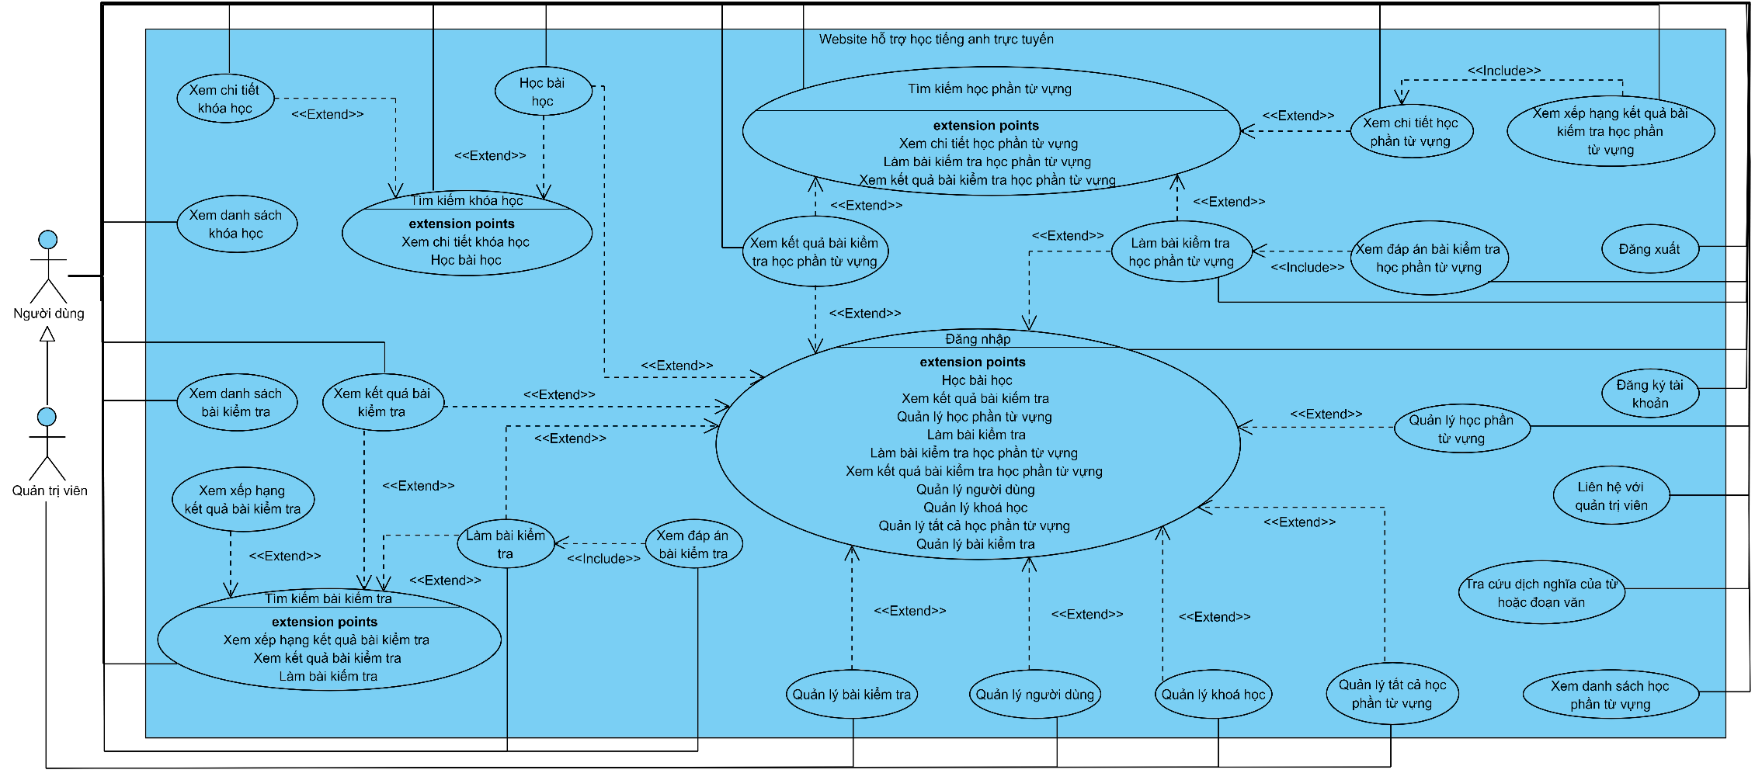 Website hỗ trợ học tiếng anh trực tuyến
Xem chi tiết
khóa học
<<Extend>>
Học bài
học
<<Extend>>
Tìm kiếm khóa học
extension points
Xem chi tiết khóa học
Học bài học
Tìm kiếm học phần từ vựng
extension points
Xem chi tiết học phần từ vựng
Làm bài kiểm tra học phần từ vựng
Xem kết quả bài kiểm tra học phần từ vựng
<<Extend>>
Xem chi tiết học
phần từ vựng
<<Include>>
Xem xếp hạng kết quả bài
kiểm tra học phần
từ vựng
Xem danh sách
khóa học
<<Extend>>
Xem kết quả bài kiểm
tra học phần từ vựng
<<Extend>>
<<Extend>>
<<Extend>>
Làm bài kiểm tra
học phần từ vựng
<<Include>>
Xem đáp án bài kiểm tra
học phần từ vựng
Đăng xuất
Người dùng
<<Extend>>
Đăng nhập
extension points
Học bài học
Xem kết quả bài kiểm tra
Quản lý học phần từ vựng
Làm bài kiểm tra
Làm bài kiểm tra học phần từ vựng
Xem kết quả bài kiểm tra học phần từ vựng
Quản lý người dùng
Quản lý khoá học
Quản lý tất cả học phần từ vựng
Quản lý bài kiểm tra
Xem danh sách
bài kiểm tra
Xem kết quả bài
kiểm tra
<<Extend>>
<<Extend>>
<<Extend>>
Đăng ký tài
khoản
<<Extend>>
Quản lý học phần
từ vựng
Quản trị viên
Xem xếp hạng
kết quả bài kiểm tra
<<Extend>>
<<Extend>>
Làm bài kiểm
tra
<<Include>>
Xem đáp án
bài kiểm tra
<<Extend>>
Liên hệ với
quản trị viên
Tìm kiếm bài kiểm tra
extension points
Xem xếp hạng kết quả bài kiểm tra
Xem kết quả bài kiểm tra
Làm bài kiểm tra
<<Extend>>
<<Extend>>
<<Extend>>
Tra cứu dịch nghĩa của từ
hoặc đoạn văn
Quản lý bài kiểm tra
Quản lý người dùng
Quản lý khoá học
Quản lý tất cả học
phần từ vựng
Xem danh sách học
phần từ vựng